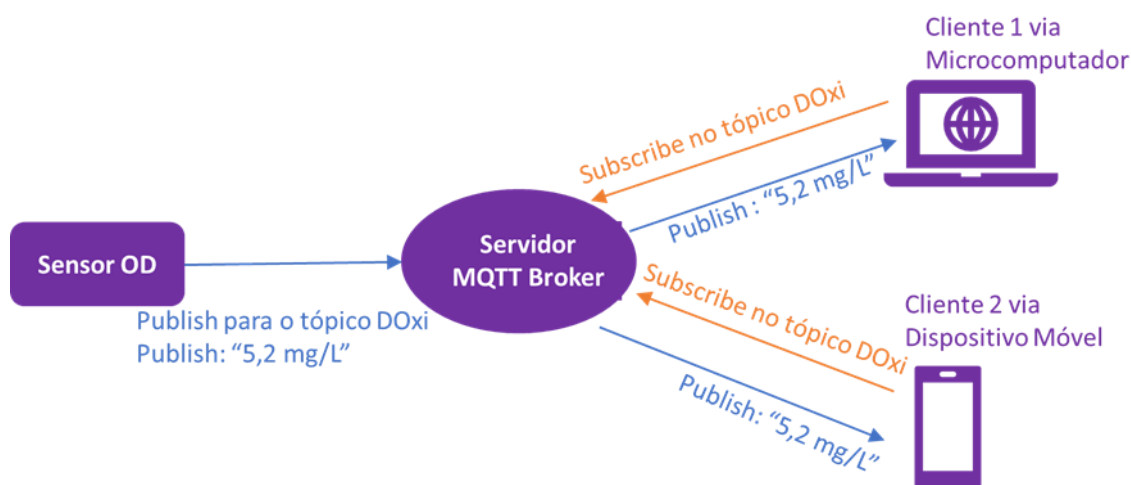 Cliente 1 via
Microcomputador
Subscribe no tópico DOxi
Publish : “5,2 mg/L”
Servidor
MQTT Broker
Sensor OD
Publish para o tópico DOxi
Publish: “5,2 mg/L”
Subscribe no tópico DOxi
Publish: “5,2 mg/L”
Cliente 2 via
Dispositivo Móvel